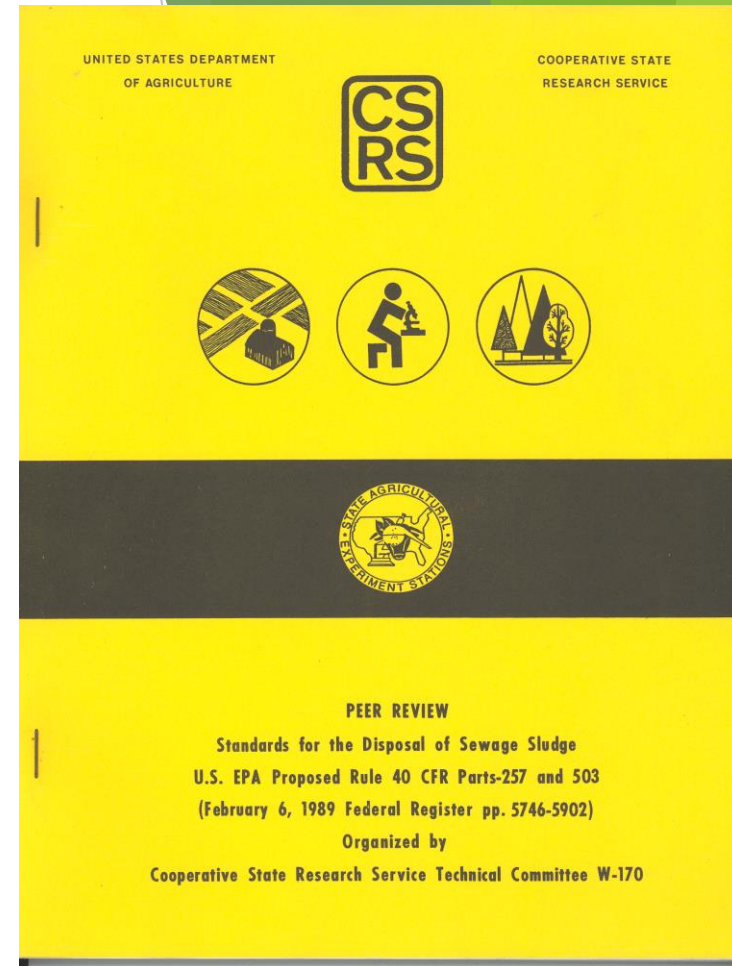 UNITED STATES DEPARTMENT
OF AGRICULTURE
COOPERATIVE STATE
RESEARCH SERVICE
CS
RS
STATE AGRICULTURAL
EXPERIMENT STATIONS
PEER REVIEW
Standards for the Disposal of Sewage Sludge
U.S. EPA Proposed Rule 40 CFR Parts-257 and 503
(February 6, 1989 Federal Register pp. 5746-5902)
Organized by
Cooperative State Research Service Technical Committee W-170